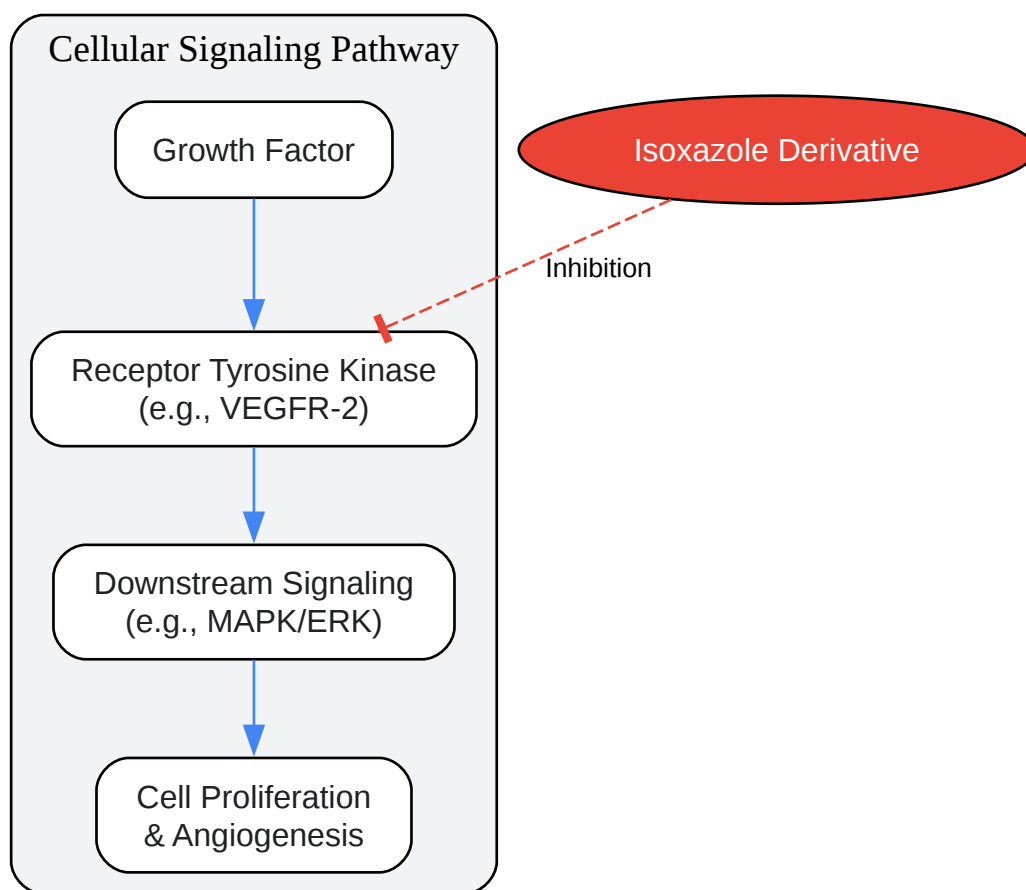 Cellular Signaling Pathway
Growth Factor
Isoxazole Derivative
Inhibition
Receptor Tyrosine Kinase
(e.g., VEGFR-2)
Downstream Signaling
(e.g., MAPK/ERK)
Cell Proliferation
& Angiogenesis